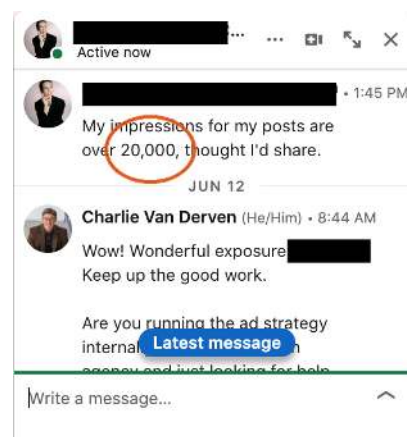 Active now
• 1:45 PM
My impressions for my posts are
over 20,000, thought I'd share.
JUN 12
Charlie Van Derven (He/Him) • 8:44 AM
Wow! Wonderful exposure
Keep up the good work.
Are you running the ad strategy
internal
Latest message
agency and just looking for help
Write a message...